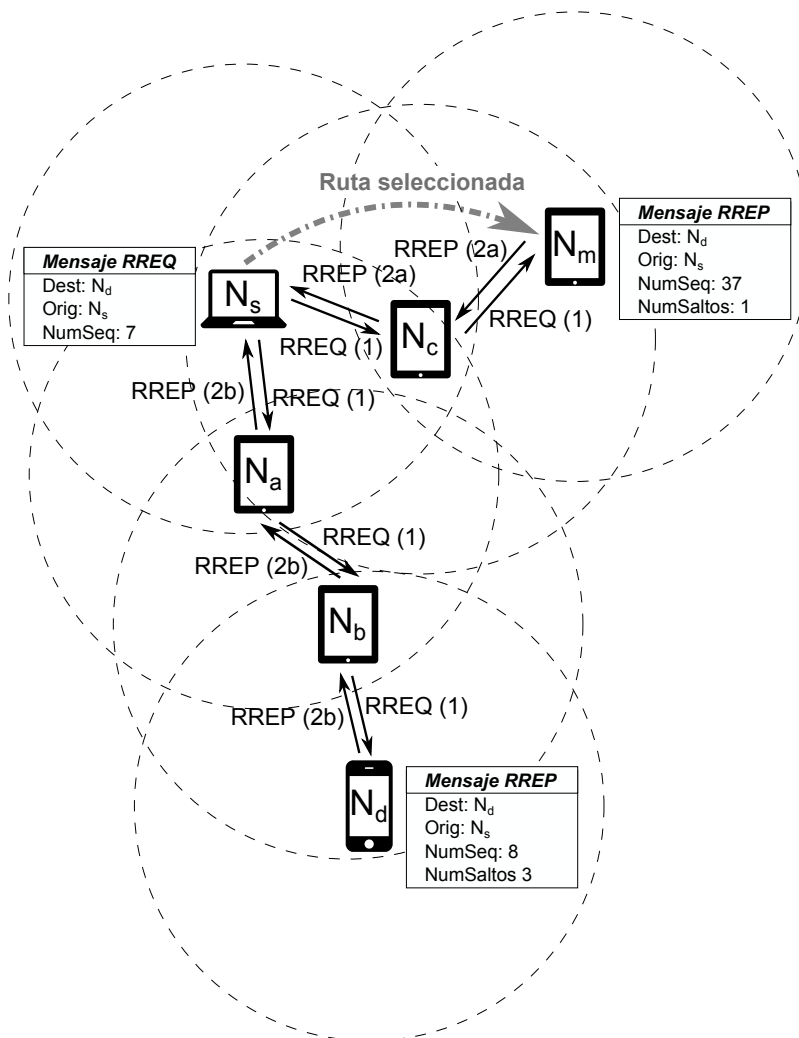 Ruta seleccionada
Mensaje RREP
Dest: Nd
Orig: Ns
NumSeq: 37
NumSaltos: 1
Nm
RREP (2a)
Mensaje RREQ
Dest: Nd
Orig: Ns
NumSeq: 7
Ns
RREP (2a)
RREQ (1)
Nc
RREQ (1)
RREP (2b)
RREQ (1)
Na
RREQ (1)
RREP (2b)
Nb
RREP (2b)
RREQ (1)
Nd
Mensaje RREP
Dest: Nd
Orig: Ns
NumSeq: 8
NumSaltos 3